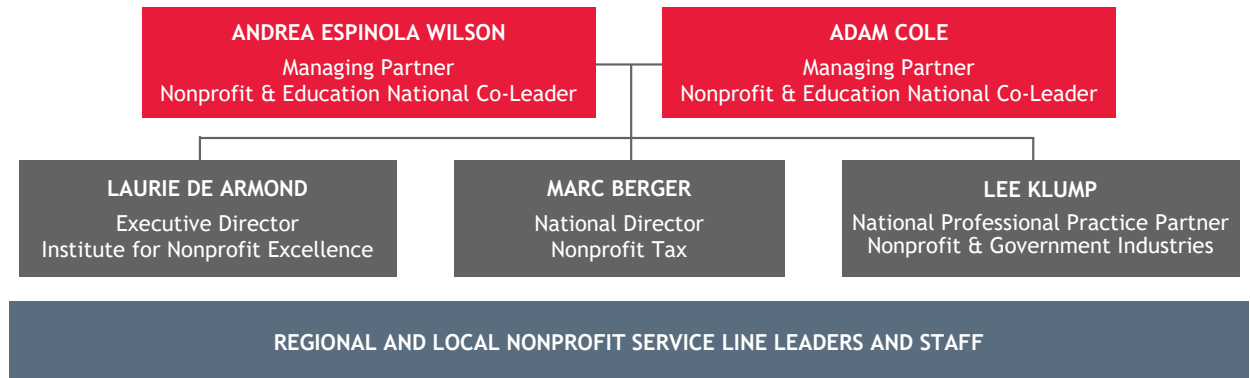 ANDREA ESPINOLA WILSON
Managing Partner
Nonprofit & Education National Co-Leader
ADAM COLE
Managing Partner
Nonprofit & Education National Co-Leader
LAURIE DE ARMOND
Executive Director
Institute for Nonprofit Excellence
MARC BERGER
National Director
Nonprofit Tax
LEE KLUMP
National Professional Practice Partner
Nonprofit & Government Industries
REGIONAL AND LOCAL NONPROFIT SERVICE LINE LEADERS AND STAFF